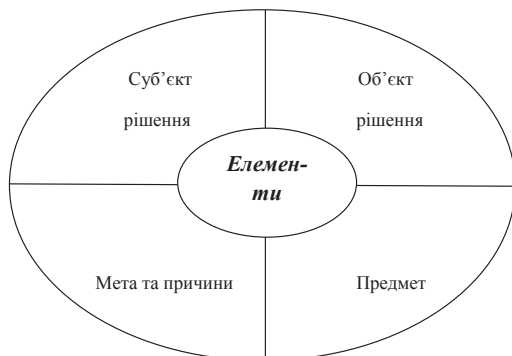 Суб’єкт
рішення
Об’єкт
рішення
Елемен-
ти
Мета та причини
Предмет